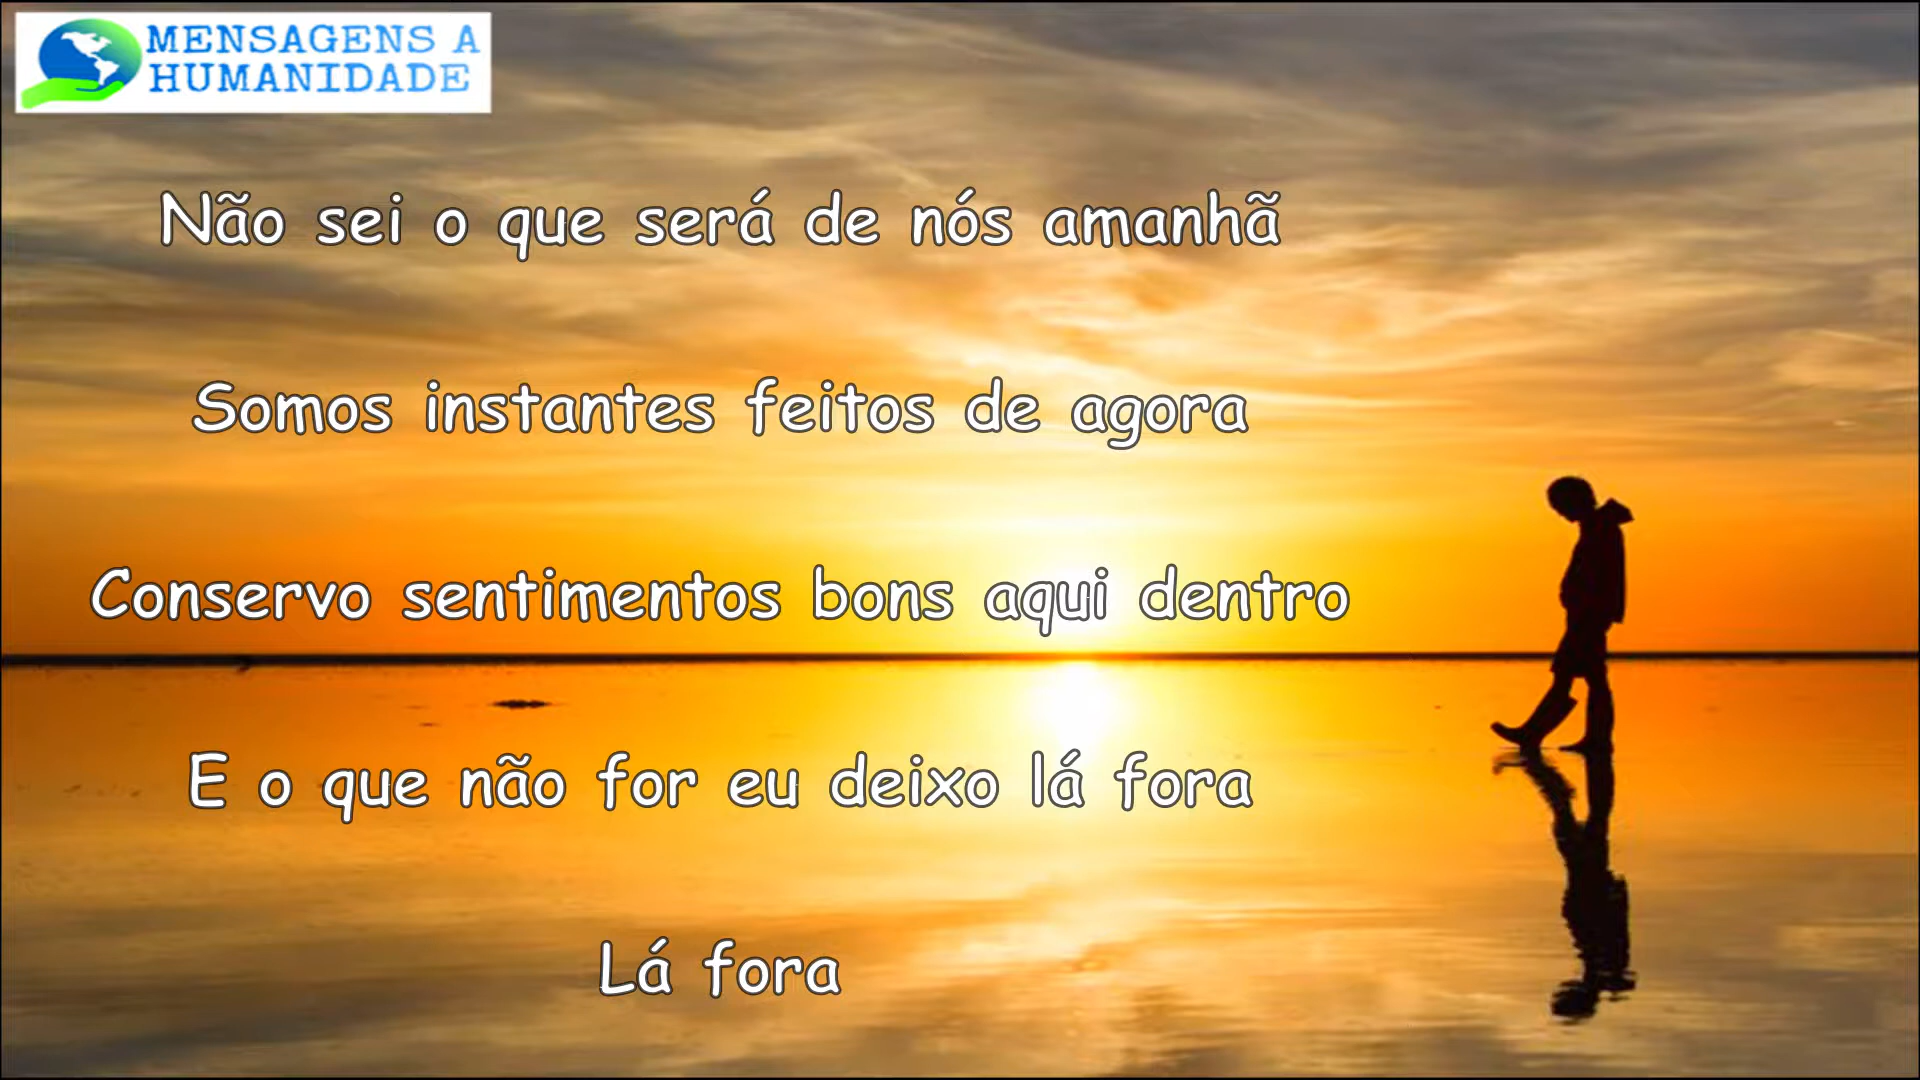 MENSAGENS A
HUMANIDADE
Não sei o que será de nós amanhã
Somos instantes feitos de agora
Conservo sentimentos bons aqui dentro
E o que não for eu deixo lá fora
Lá fora